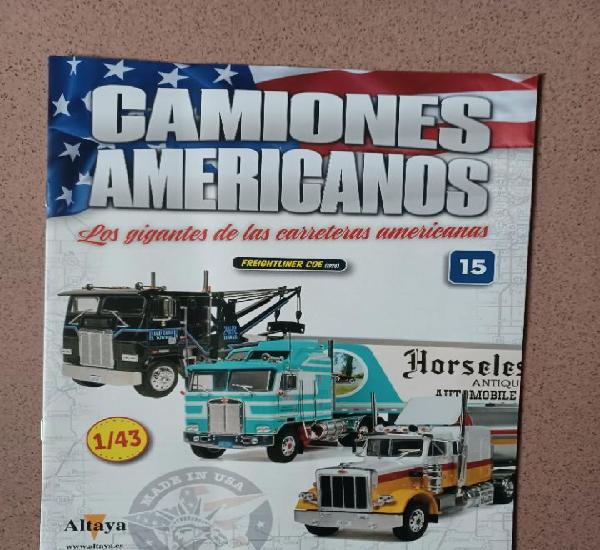 CAMIONES
AMERICANOS
Los gigantes de las carreteras americanas
FREIGHTLINER COE
15
Horseles
ANTIQU
AUTOMOBILE
1/43
MADE IN USA
Altaya
www.altaya.es